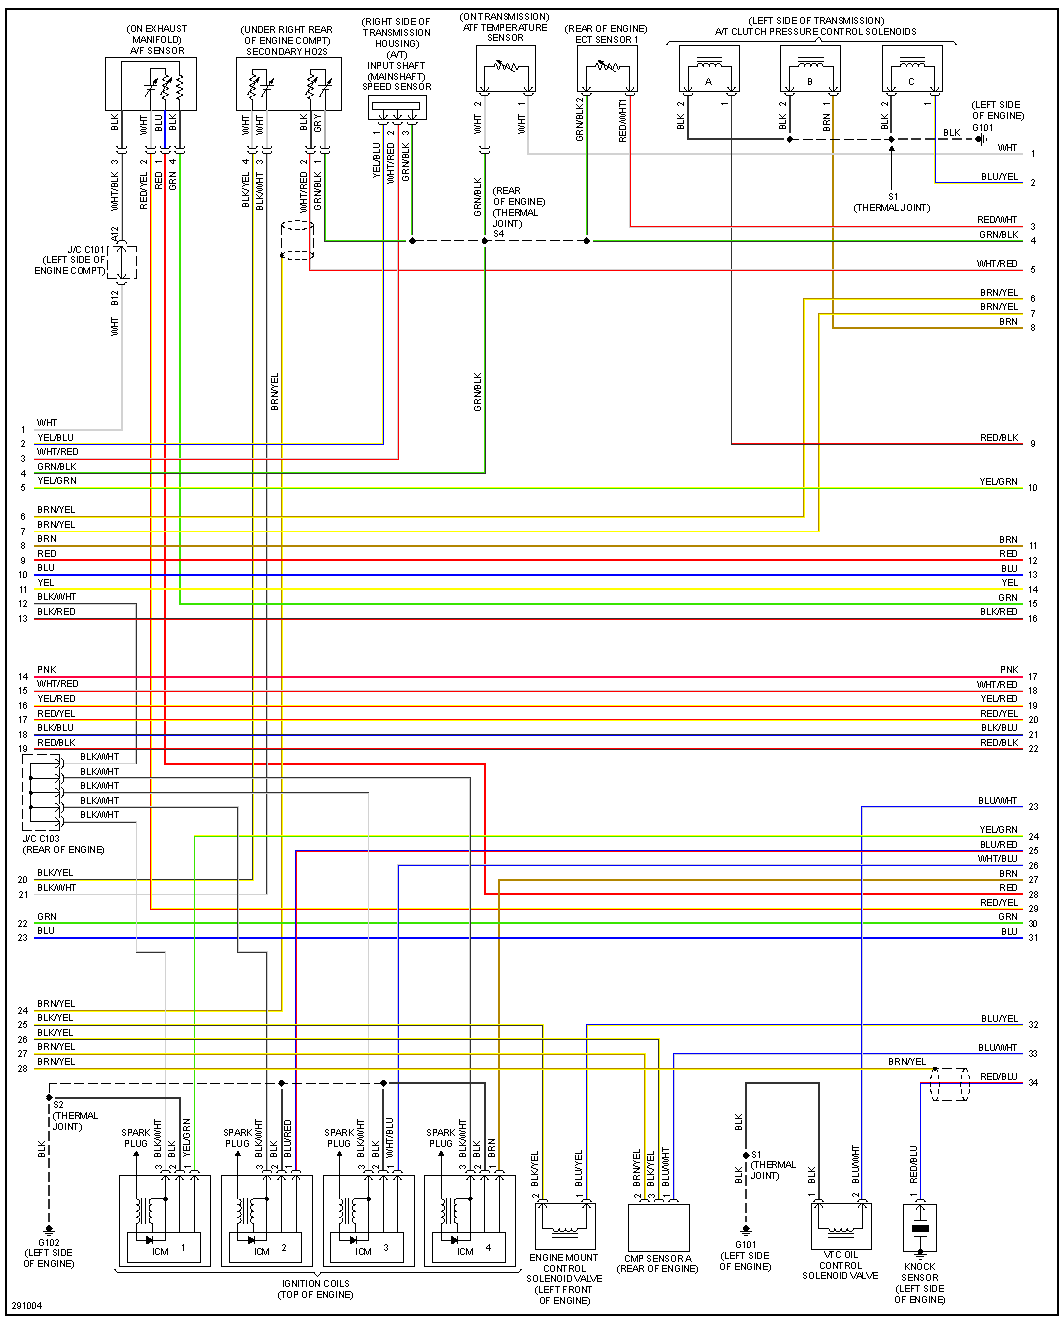 (ON EXHAUST
MANIFOLD)
A/F SENSOR
(UNDER RIGHT REAR
OF ENGINE COMPT)
SECONDARY HO2S
(RIGHT SIDE OF
TRANSMISSION
HOUSING)
(A/T)
INPUT SHAFT
(MAINSHAFT)
SPEED SENSOR
(ON TRANSMISSION)
ATF TEMPERATURE
SENSOR
(REAR OF ENGINE)
ECT SENSOR 1
(LEFT SIDE OF TRANSMISSION)
A/T CLUTCH PRESSURE CONTROL SOLENOIDS
A
B
C
BLK
WHT
BLU
BLK
WHT
WHT
BLK
GRY
YEL/BLU 1
WHT/RED 2
GRN/BLK 3
WHT 2
WHT 1
GRN/BLK 2
RED/WHT 1
BLK 2
1
BLK 2
BRN 1
BLK 2
1
BLK
(LEFT SIDE
OF ENGINE)
G101
WHT 1
BLU/YEL 2
S1
(THERMAL JOINT)
WHT/BLK 3
RED/YEL 2
RED 1
GRN 4
BLK/YEL 4
BLK/WHT 3
WHT/RED 2
GRN/BLK 1
GRN/BLK
(REAR
OF ENGINE)
(THERMAL
JOINT)
S4
RED/WHT 3
GRN/BLK 4
WHT/RED 5
BRN/YEL 6
BRN/YEL 7
BRN 8
A12
J/C C101
(LEFT SIDE OF
ENGINE COMPT)
B12
WHT
BRN/YEL
GRN/BLK
1 WHT
2 YEL/BLU
3 WHT/RED
4 GRN/BLK
5 YEL/GRN
6 BRN/YEL
7 BRN/YEL
8 BRN
9 RED
10 BLU
11 YEL
12 BLK/WHT
13 BLK/RED
RED/BLK 9
YEL/GRN 10
BRN 11
RED 12
BLU 13
YEL 14
GRN 15
BLK/RED 16
14 PNK
15 WHT/RED
16 YEL/RED
17 RED/YEL
18 BLK/BLU
19 RED/BLK
PNK 17
WHT/RED 18
YEL/RED 19
RED/YEL 20
BLK/BLU 21
RED/BLK 22
BLK/WHT
BLK/WHT
BLK/WHT
BLK/WHT
BLK/WHT
J/C C103
(REAR OF ENGINE)
BLU/WHT 23
YEL/GRN 24
BLU/RED 25
WHT/BLU 26
BRN 27
RED 28
RED/YEL 29
GRN 30
BLU 31
20 BLK/YEL
21 BLK/WHT
22 GRN
23 BLU
24 BRN/YEL
25 BLK/YEL
26 BLK/YEL
27 BRN/YEL
28 BRN/YEL
BLU/YEL 32
BLU/WHT 33
BRN/YEL
RED/BLU 34
S2
(THERMAL
JOINT)
BLK
G102
(LEFT SIDE
OF ENGINE)
SPARK
PLUG
BLK/WHT 3
BLK 2
YEL/GRN 1
ICM 1
SPARK
PLUG
BLK/WHT 3
BLK 2
BLU/RED 1
ICM 2
SPARK
PLUG
BLK/WHT 3
BLK 2
WHT/BLU 1
ICM 3
SPARK
PLUG
BLK/WHT 3
BLK 2
BRN 1
ICM 4
IGNITION COILS
(TOP OF ENGINE)
BLK/YEL 2
BLU/YEL 1
ENGINE MOUNT
CONTROL
SOLENOID VALVE
(LEFT FRONT
OF ENGINE)
BRN/YEL 2
BLK/YEL 3
BLU/WHT 1
CMP SENSOR A
(REAR OF ENGINE)
BLK
S1
(THERMAL
JOINT)
BLK
G101
(LEFT SIDE
OF ENGINE)
BLK 1
BLU/WHT 2
VTC OIL
CONTROL
SOLENOID VALVE
RED/BLU 1
KNOCK
SENSOR
(LEFT SIDE
OF ENGINE)
291004